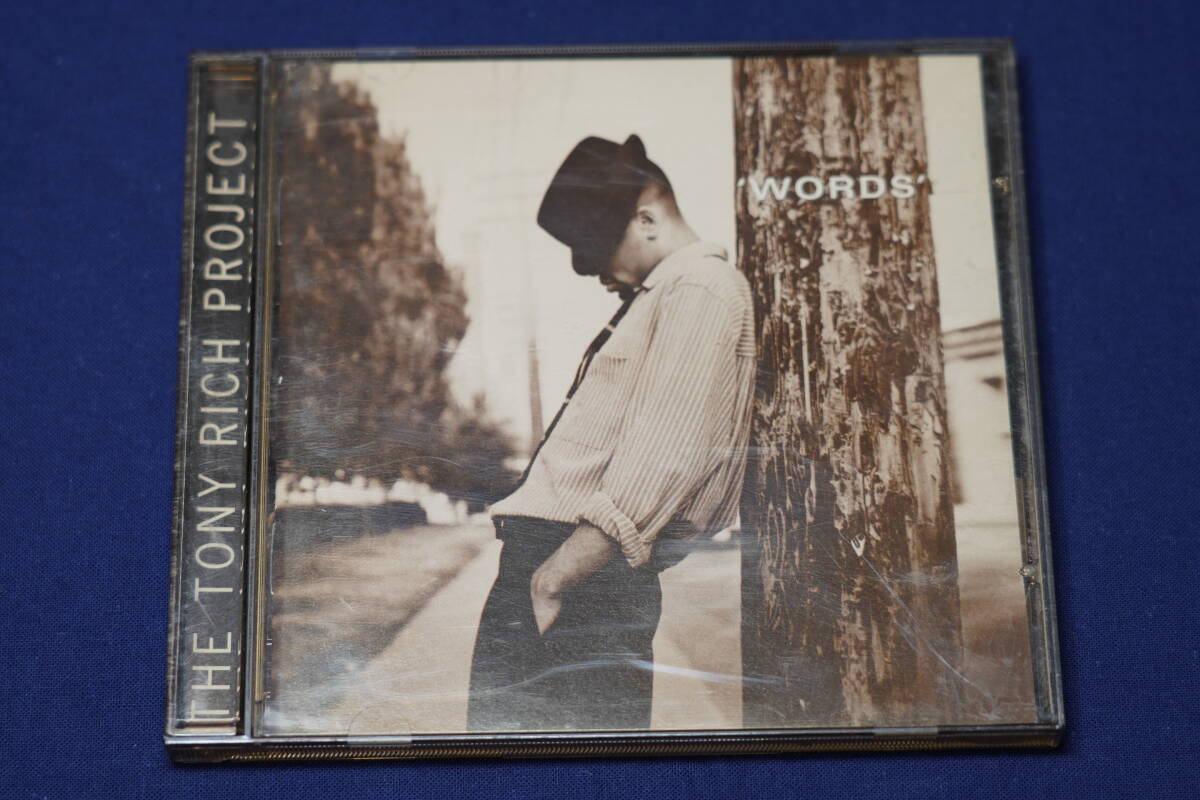 THE TONY RICH PROJECT
'WORDS'